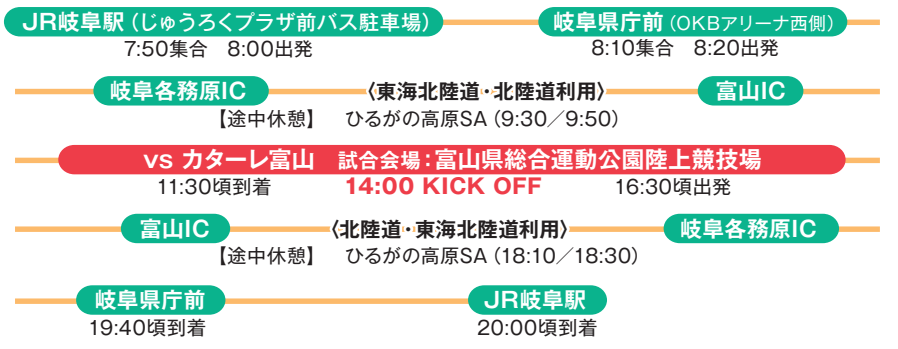 JR岐阜駅（じゅうろくプラザ前バス駐車場） 岐阜県庁前（OKBアリーナ西側）
7:50集合 8:00出発 8:10集合 8:20出発
岐阜各務原IC 〈東海北陸道・北陸道利用〉 富山IC
【途中休憩】 ひるがの高原SA（9:30／9:50）
vs カターレ富山 試合会場：富山県総合運動公園陸上競技場
11:30頃到着 14:00 KICK OFF 16:30頃出発
富山IC 〈北陸道・東海北陸道利用〉 岐阜各務原IC
【途中休憩】 ひるがの高原SA（18:10／18:30）
岐阜県庁前 JR岐阜駅
19:40頃到着 20:00頃到着